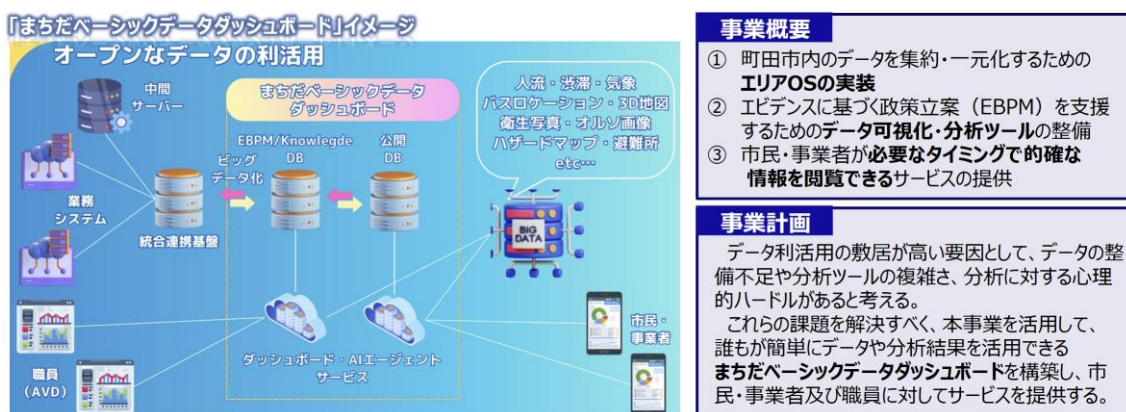 「まちだベーシックデータダッシュボード」イメージ
オープンなデータの利活用
中間
サーバー
業務
システム
統合連携基盤
ビッグ
データ化
まちだベーシックデータ
ダッシュボード
EBPM/Knowlegde
DB
公開
DB
人流・渋滞・気象
バスロケーション・3D地図
衛生写真・オルソ画像
ハザードマップ・避難所
etc…
BIG
DATA
職員
(AVD)
ダッシュボード・AIエージェント
サービス
市民・
事業者
事業概要
① 町田市内のデータを集約・一元化するための
エリアOSの実装
② エビデンスに基づく政策立案（EBPM）を支援
するためのデータ可視化・分析ツールの整備
③ 市民・事業者が必要なタイミングで的確な
情報を閲覧できるサービスの提供
事業計画
データ利活用の敷居が高い要因として、データの整
備不足や分析ツールの複雑さ、分析に対する心理
的ハードルがあると考える。
これらの課題を解決すべく、本事業を活用して、
誰もが簡単にデータや分析結果を活用できる
まちだベーシックデータダッシュボードを構築し、市
民・事業者及び職員に対してサービスを提供する。